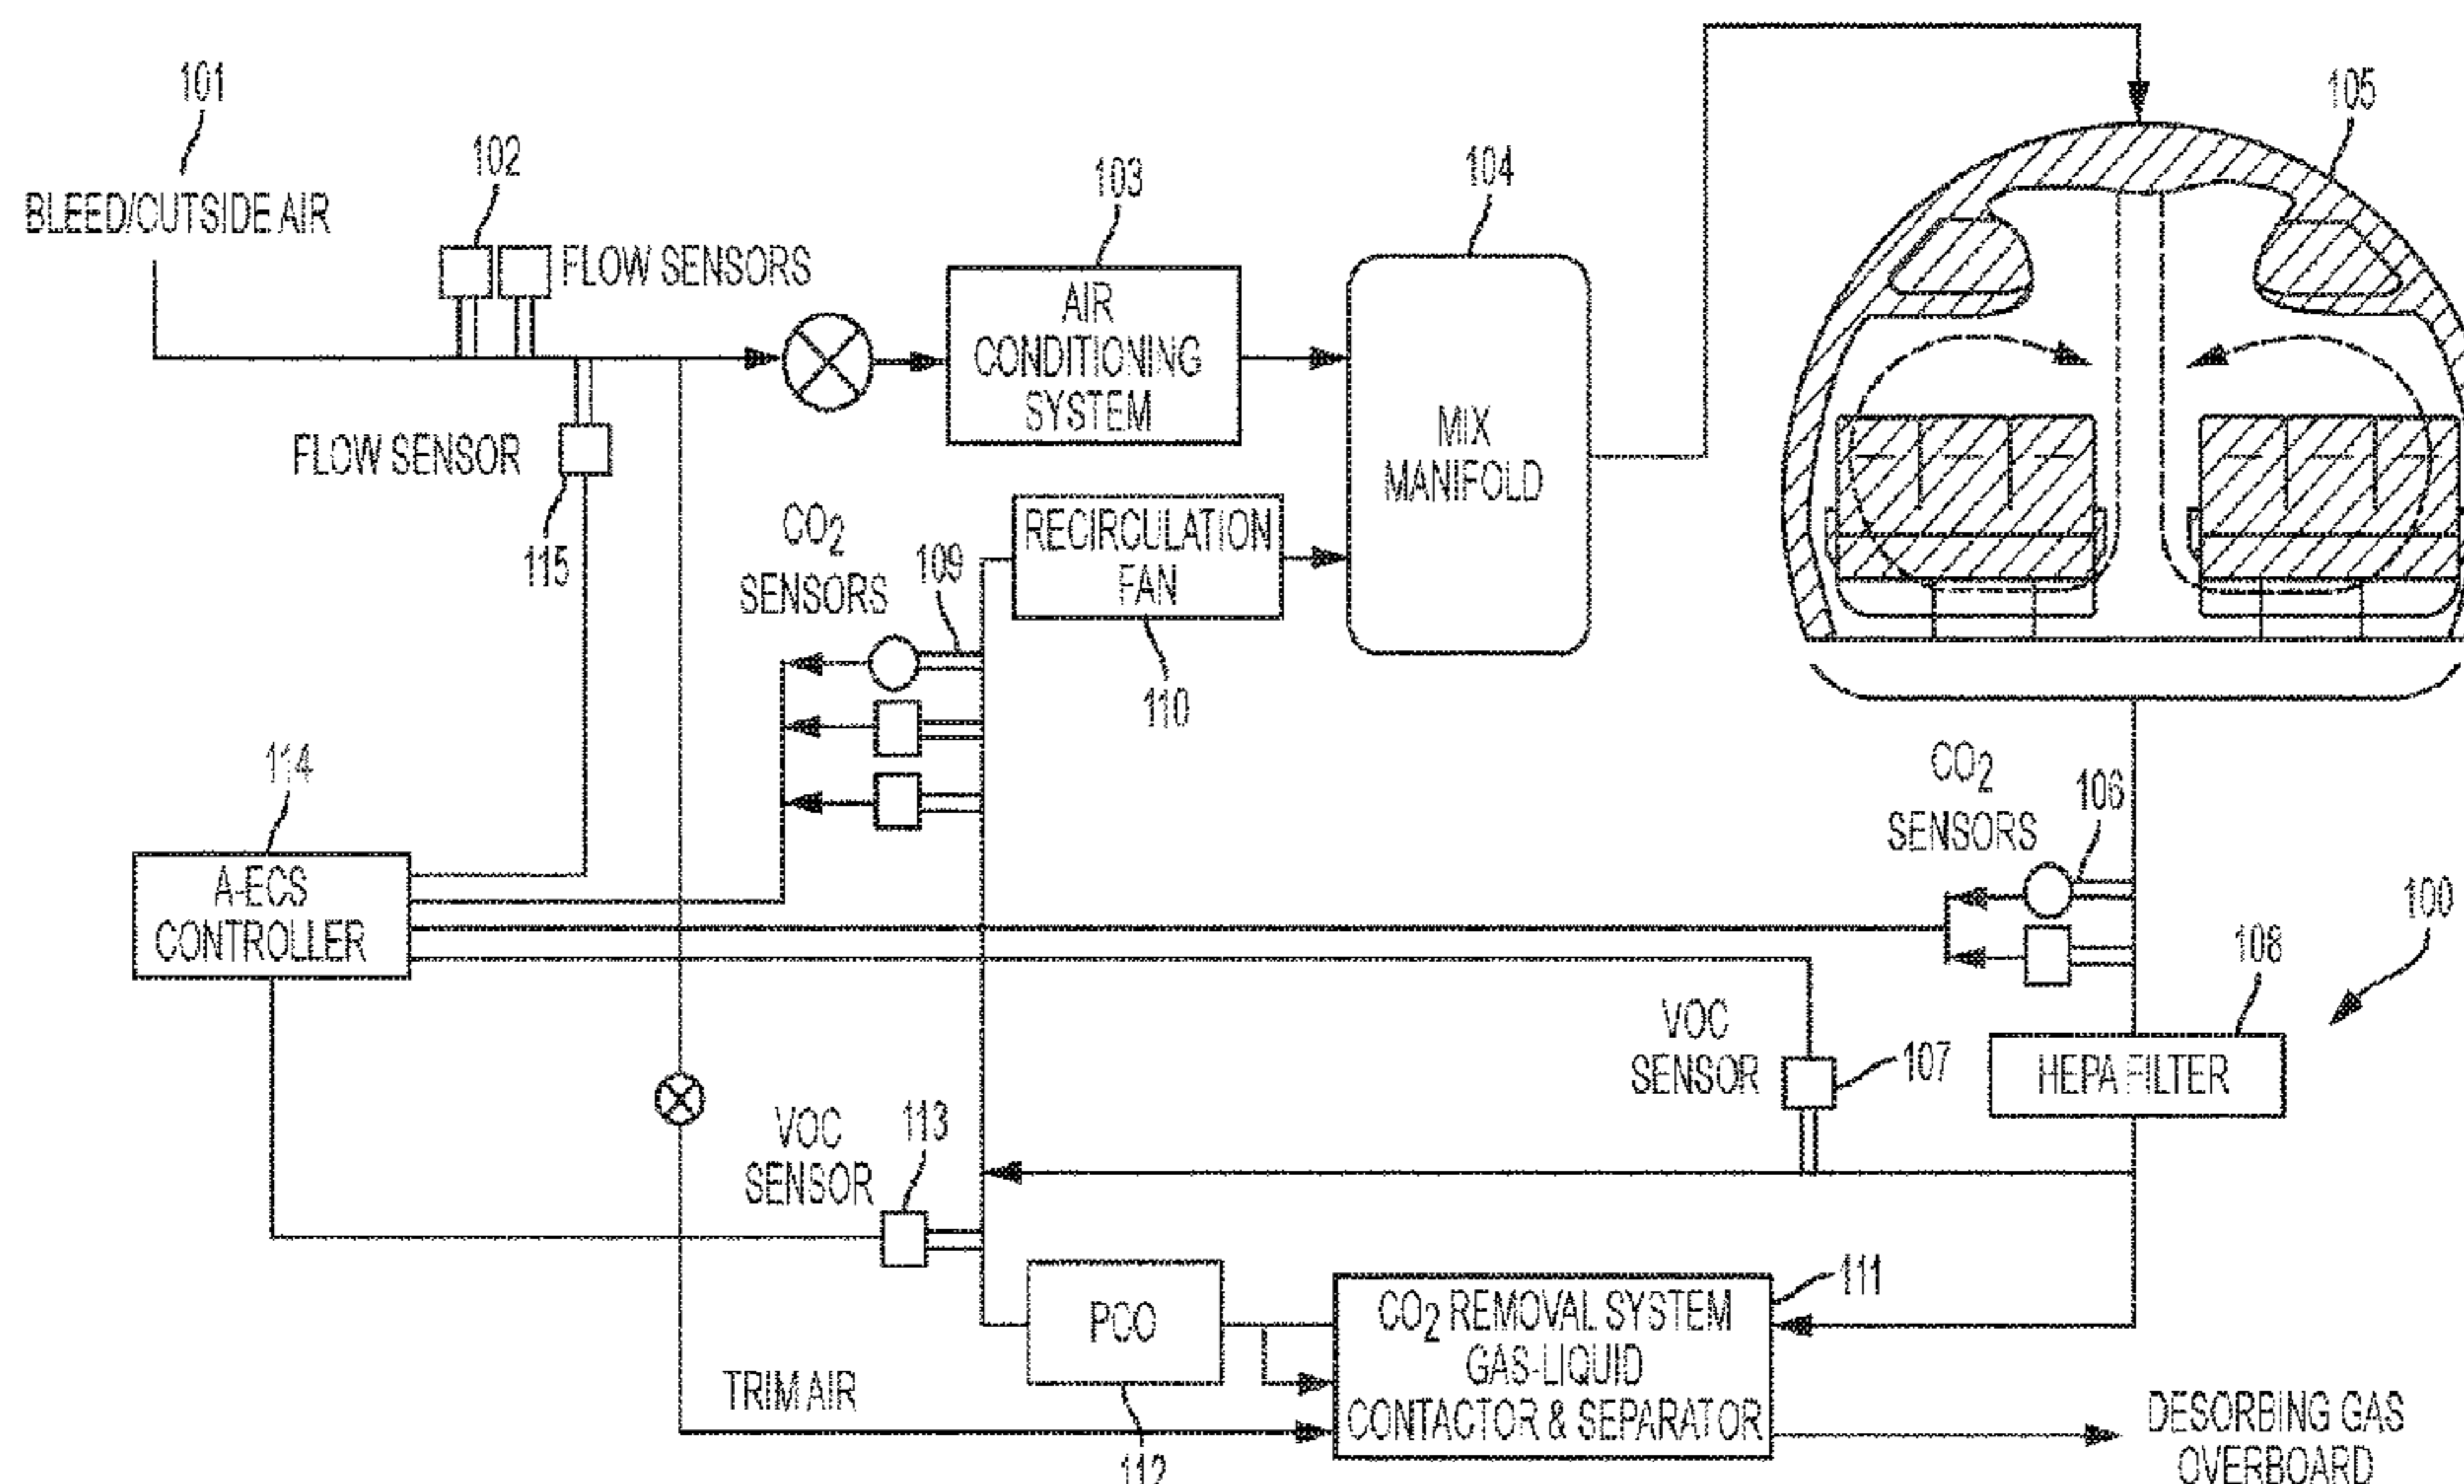 101
BLEED/CUTSIDE AIR
102
FLOW SENSORS
103
AIR
CONDITIONING
SYSTEM
104
MIX
MANIFOLD
105
FLOW SENSOR
115
CO2
SENSORS
109
RECIRCULATION
FAN
110
114
A-ECS
CONTROLLER
CO2
SENSORS
106
100
108
HEPA FILTER
VOC
SENSOR
107
VOC
SENSOR
113
PCO
112
111
CO2 REMOVAL SYSTEM
GAS-LIQUID
CONTACTOR & SEPARATOR
TRIM AIR
DESORBING GAS
OVERBOARD